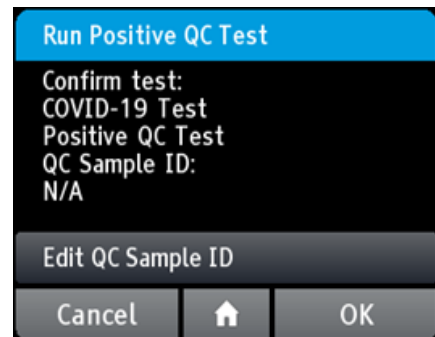 Run Positive QC Test
Confirm test:
COVID-19 Test
Positive QC Test
QC Sample ID:
N/A
Edit QC Sample ID
Cancel
OK